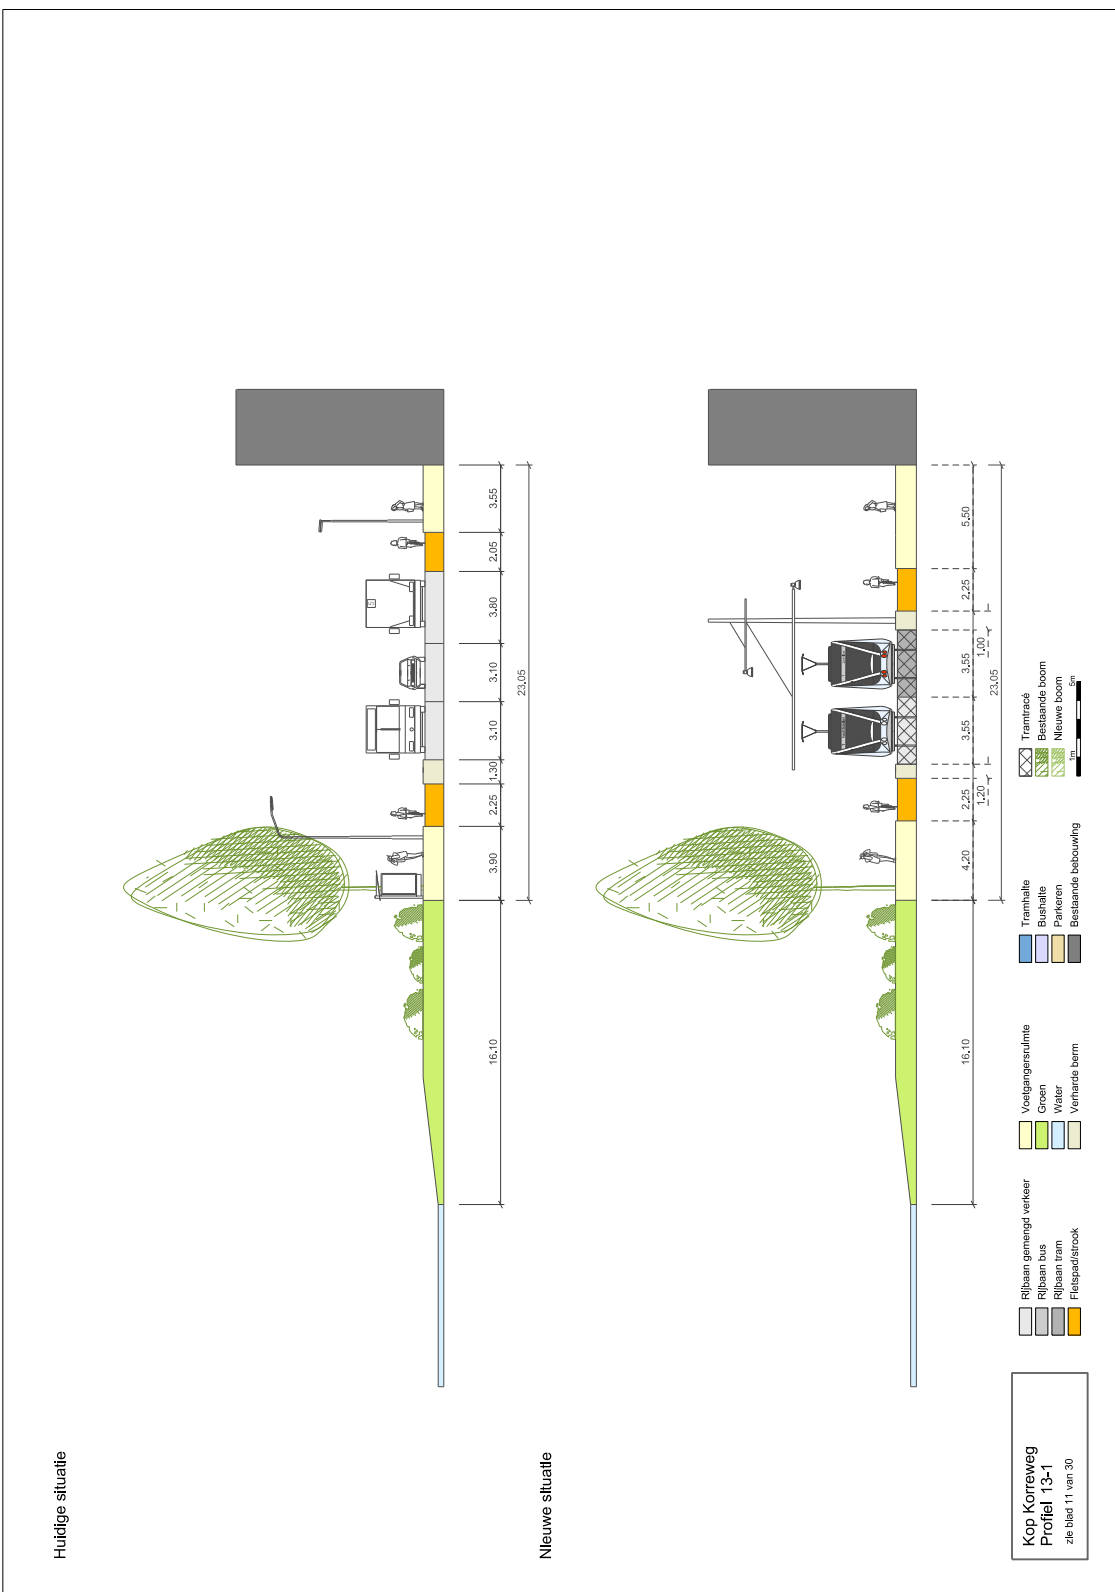 Huidige situatie
16.10
3.90
2.25
1.30
3.10
3.10
3.80
2.05
3.55
23.05
Nieuwe situatie
16.10
4.20
2.25
1.20
3.55
3.55
1.00
2.25
5.50
23.05
Rijbaan gemengd verkeer
Rijbaan bus
Rijbaan tram
Fietspad/strook
Voetgangersruimte
Groen
Water
Verharde berm
Tramhalte
Bushalte
Parkeren
Bestaande bebouwing
Tramtracé
Bestaande boom
Nieuwe boom
1m
5m
Kop Korreweg
Profiel 13-1
zie blad 11 van 30